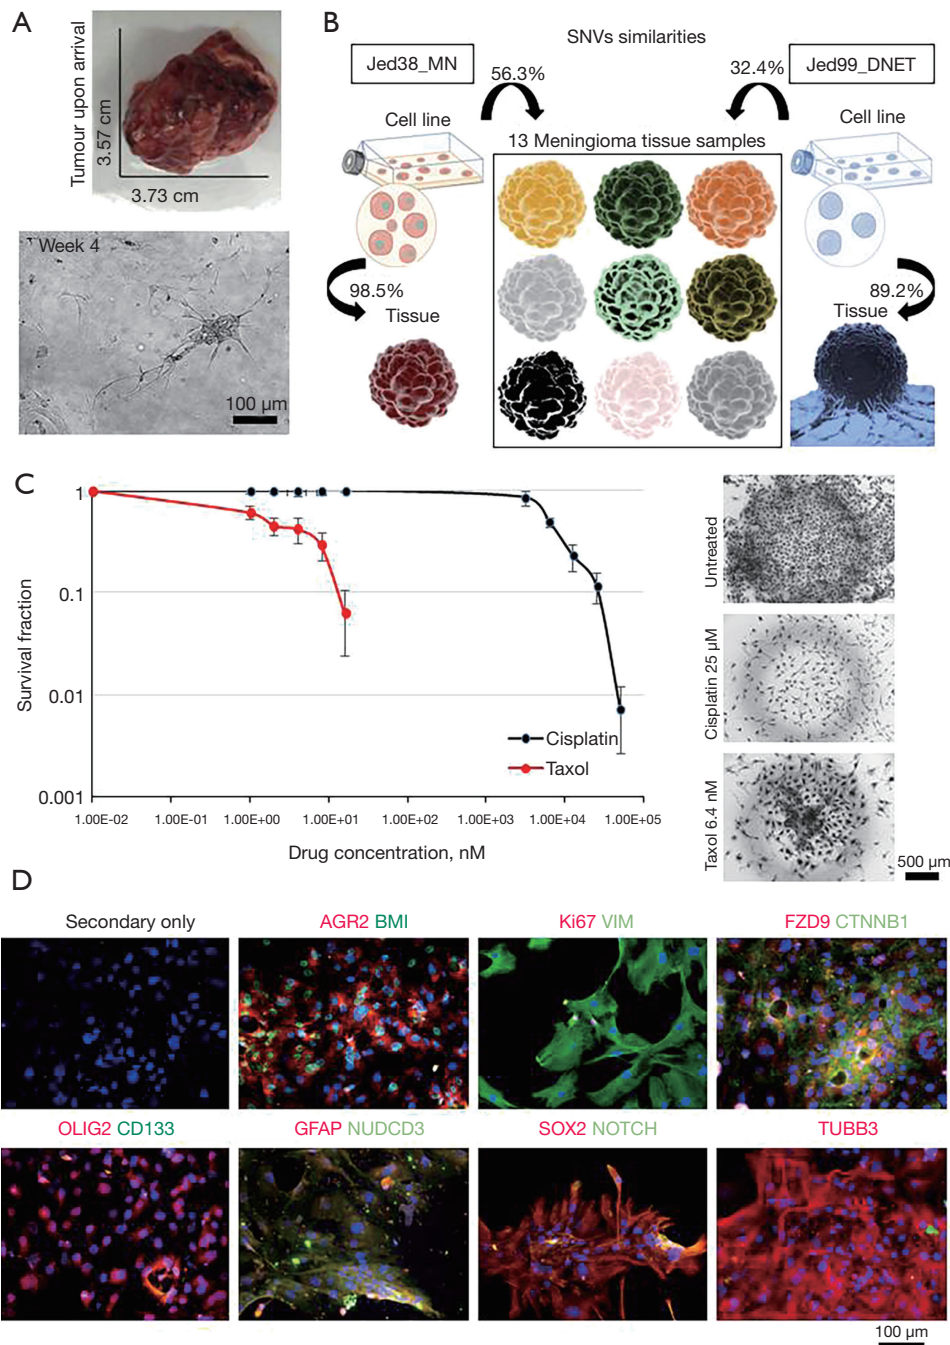 A
Tumour upon arrival
3.57 cm
3.73 cm
Week 4
100 µm
B
SNVs similarities
Jed38_MN
56.3%
32.4%
Jed99_DNET
Cell line
Cell line
13 Meningioma tissue samples
98.5%
Tissue
89.2%
Tissue
C
Survival fraction
1
0.1
0.01
0.001
Cisplatin
Taxol
1.00E-02 1.00E-01 1.00E+00 1.00E+01 1.00E+02 1.00E+03 1.00E+04 1.00E+05
Drug concentration, nM
Untreated
Cisplatin 25 µM
Taxol 6.4 nM
500 µm
D
Secondary only
AGR2 BMI
Ki67 VIM
FZD9 CTNNB1
OLIG2 CD133
GFAP NUDCD3
SOX2 NOTCH
TUBB3
100 µm